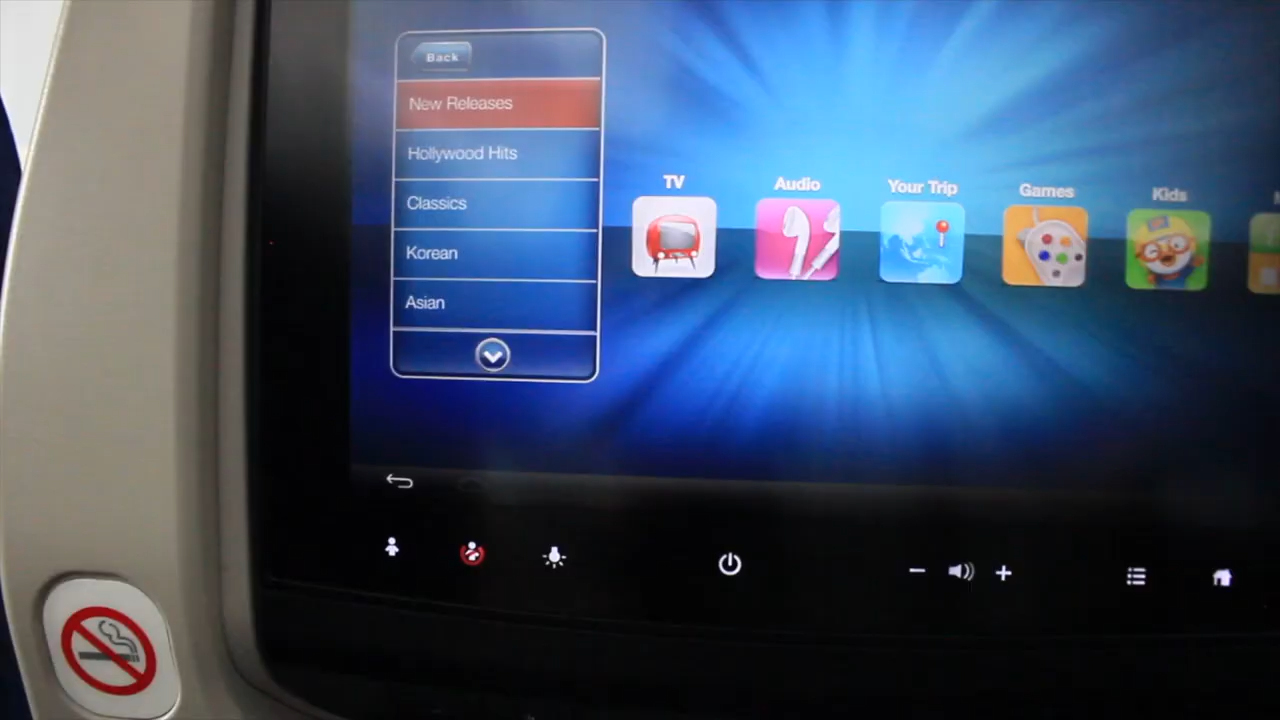 Back
New Releases
Hollywood Hits
Classics
Korean
Asian
TV
Audio
Your Trip
Games
Kids